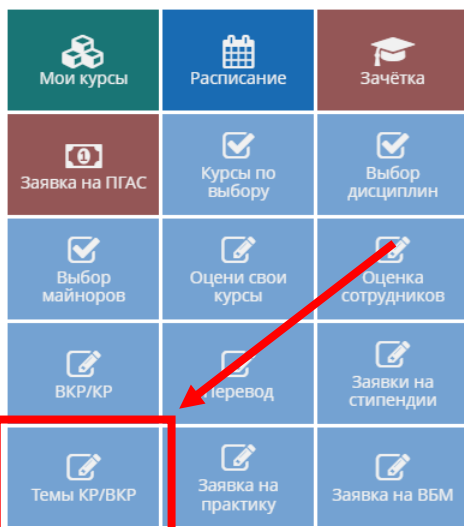 Мои курсы
Расписание
Зачётка
1
Заявка на ПГАС
Курсы по
выбору
Выбор
дисциплин
Выбор
майноров
Оцени свои
курсы
Оценка
сотрудников
ВКР/КР
Перевод
Заявки на
стипендии
Темы КР/ВКР
Заявка на
практику
Заявка на ВБМ